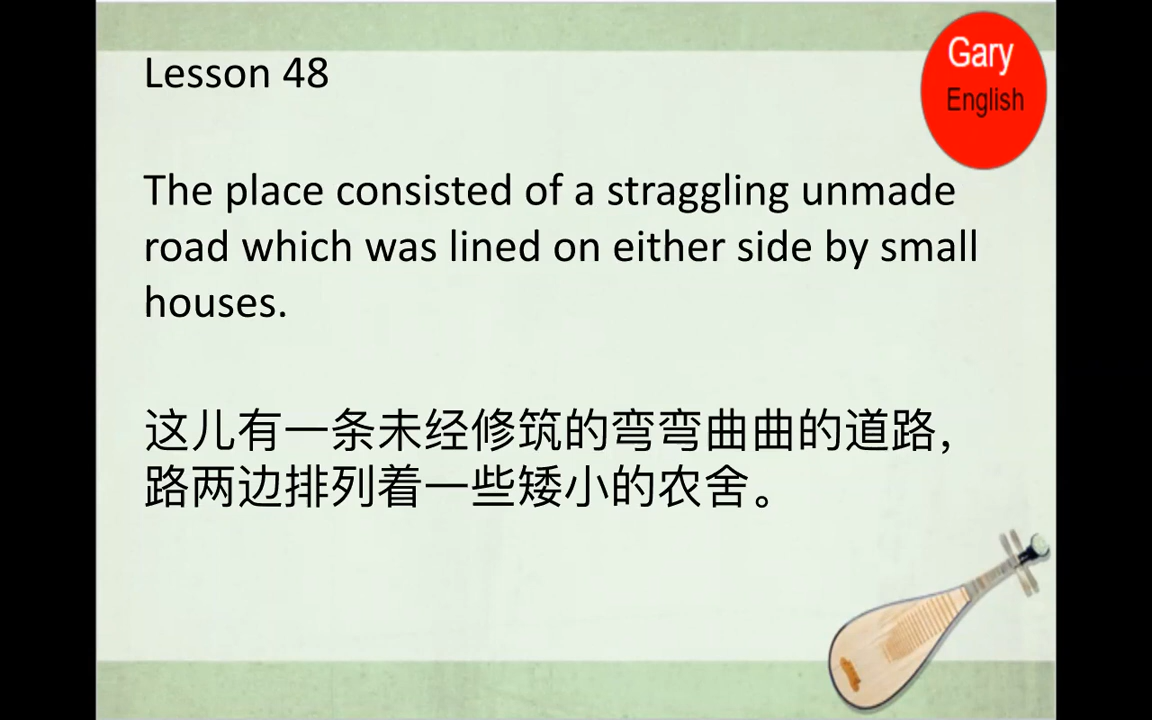 Lesson 48
Gary
English
The place consisted of a straggling unmade
road which was lined on either side by small
houses.
这儿有一条未经修筑的弯弯曲曲的道路，
路两边排列着一些矮小的农舍。